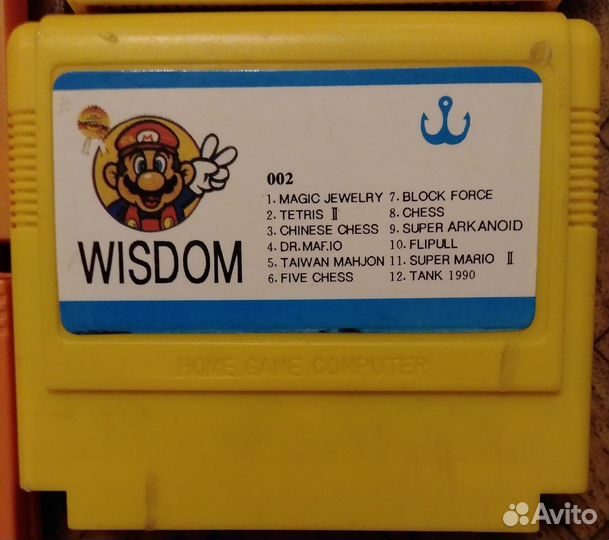 WISDOM
002
1. MAGIC JEWELRY
2. TETRIS II
3. CHINESE CHESS
4. DR.MAF.IO
5. TAIWAN MAHJON
6. FIVE CHESS
7. BLOCK FORCE
8. CHESS
9. SUPER ARKANOID
10. FLIPULL
11. SUPER MARIO II
12. TANK 1990
HOME GAME COMPUTER
M
Avito